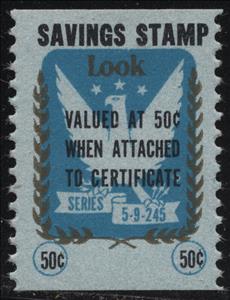 SAVINGS STAMP
Look
VALUED AT 50¢
WHEN ATTACHED
TO CERTIFICATE
SERIES
5-9-245
50¢ 50¢